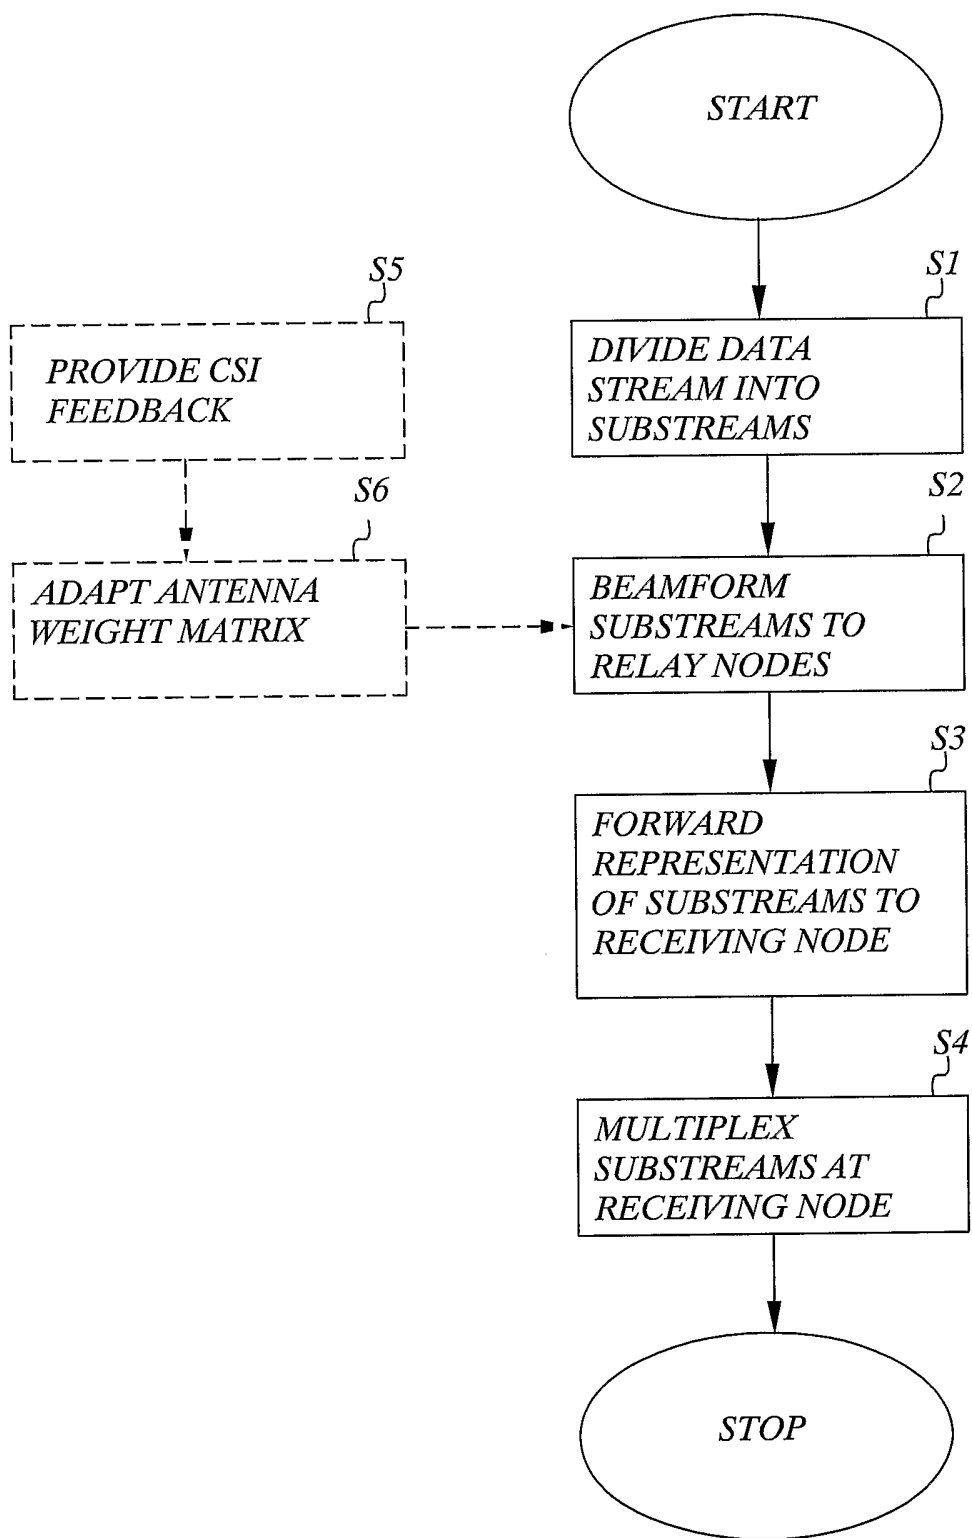 START
S1
DIVIDE DATA
STREAM INTO
SUBSTREAMS
S5
PROVIDE CSI
FEEDBACK
S6
ADAPT ANTENNA
WEIGHT MATRIX
S2
BEAMFORM
SUBSTREAMS TO
RELAY NODES
S3
FORWARD
REPRESENTATION
OF SUBSTREAMS TO
RECEIVING NODE
S4
MULTIPLEX
SUBSTREAMS AT
RECEIVING NODE
STOP